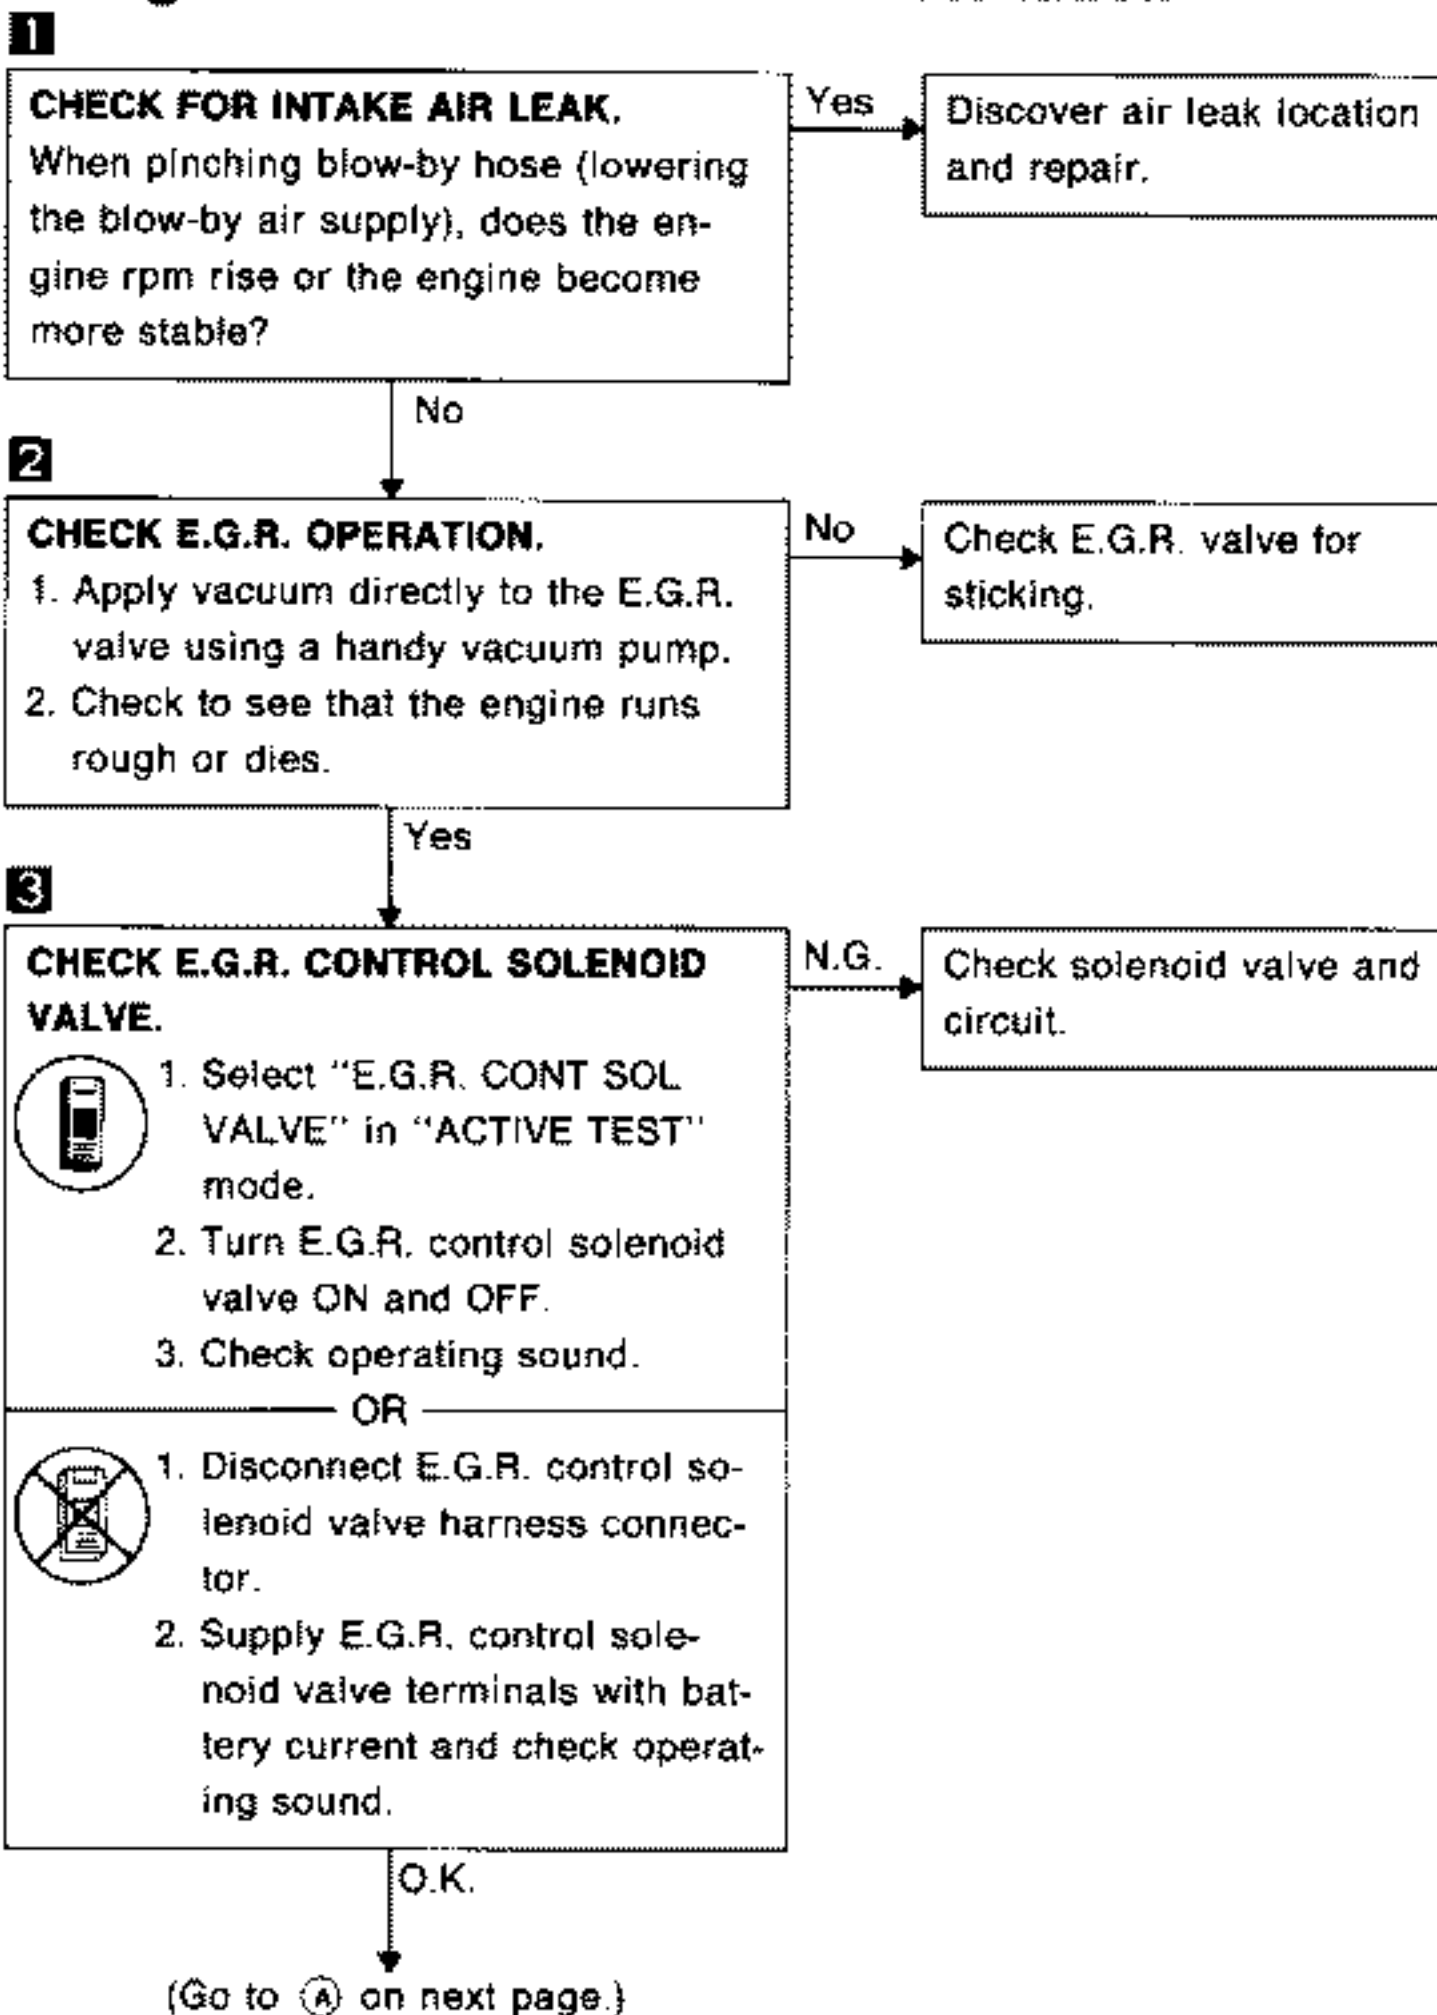 1
CHECK FOR INTAKE AIR LEAK.
When pinching blow-by hose (lowering
the blow-by air supply), does the en-
gine rpm rise or the engine become
more stable?
Yes
Discover air leak location
and repair.
No
2
CHECK E.G.R. OPERATION.
1. Apply vacuum directly to the E.G.R.
valve using a handy vacuum pump.
2. Check to see that the engine runs
rough or dies.
No
Check E.G.R. valve for
sticking.
Yes
3
CHECK E.G.R. CONTROL SOLENOID
VALVE.
1. Select "E.G.R. CONT SOL
VALVE" in "ACTIVE TEST"
mode.
2. Turn E.G.R. control solenoid
valve ON and OFF.
3. Check operating sound.
OR
1. Disconnect E.G.R. control so-
lenoid valve harness connec-
tor.
2. Supply E.G.R. control sole-
noid valve terminals with bat-
tery current and check operat-
ing sound.
N.G.
Check solenoid valve and
circuit.
O.K.
(Go to Ⓐ on next page.)